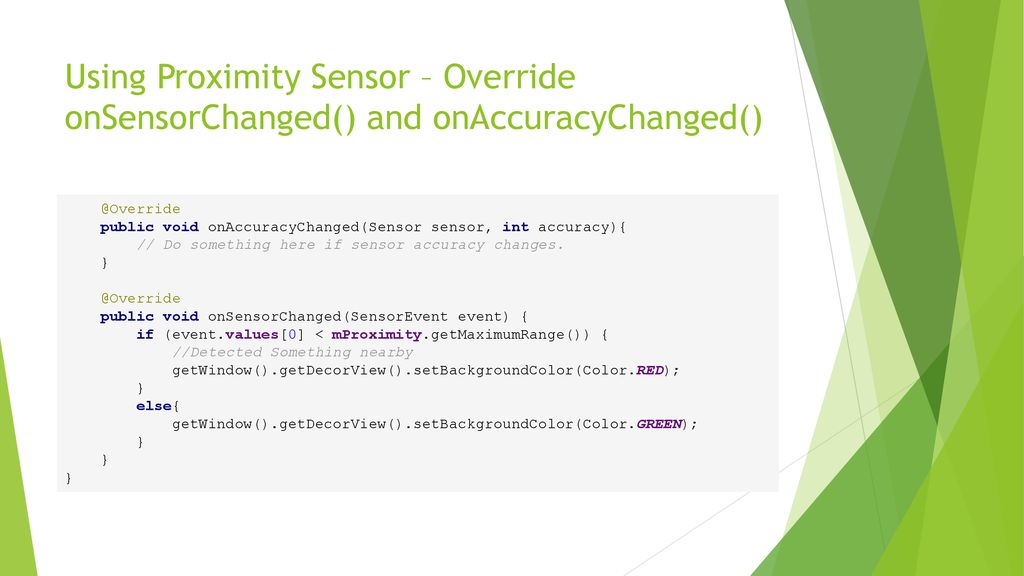 Using Proximity Sensor – Override
onSensorChanged() and onAccuracyChanged()
@Override
public void onAccuracyChanged(Sensor sensor, int accuracy){
// Do something here if sensor accuracy changes.
}
@Override
public void onSensorChanged(SensorEvent event) {
if (event.values[0] < mProximity.getMaximumRange()) {
//Detected Something nearby
getWindow().getDecorView().setBackgroundColor(Color.RED);
}
else{
getWindow().getDecorView().setBackgroundColor(Color.GREEN);
}
}
}